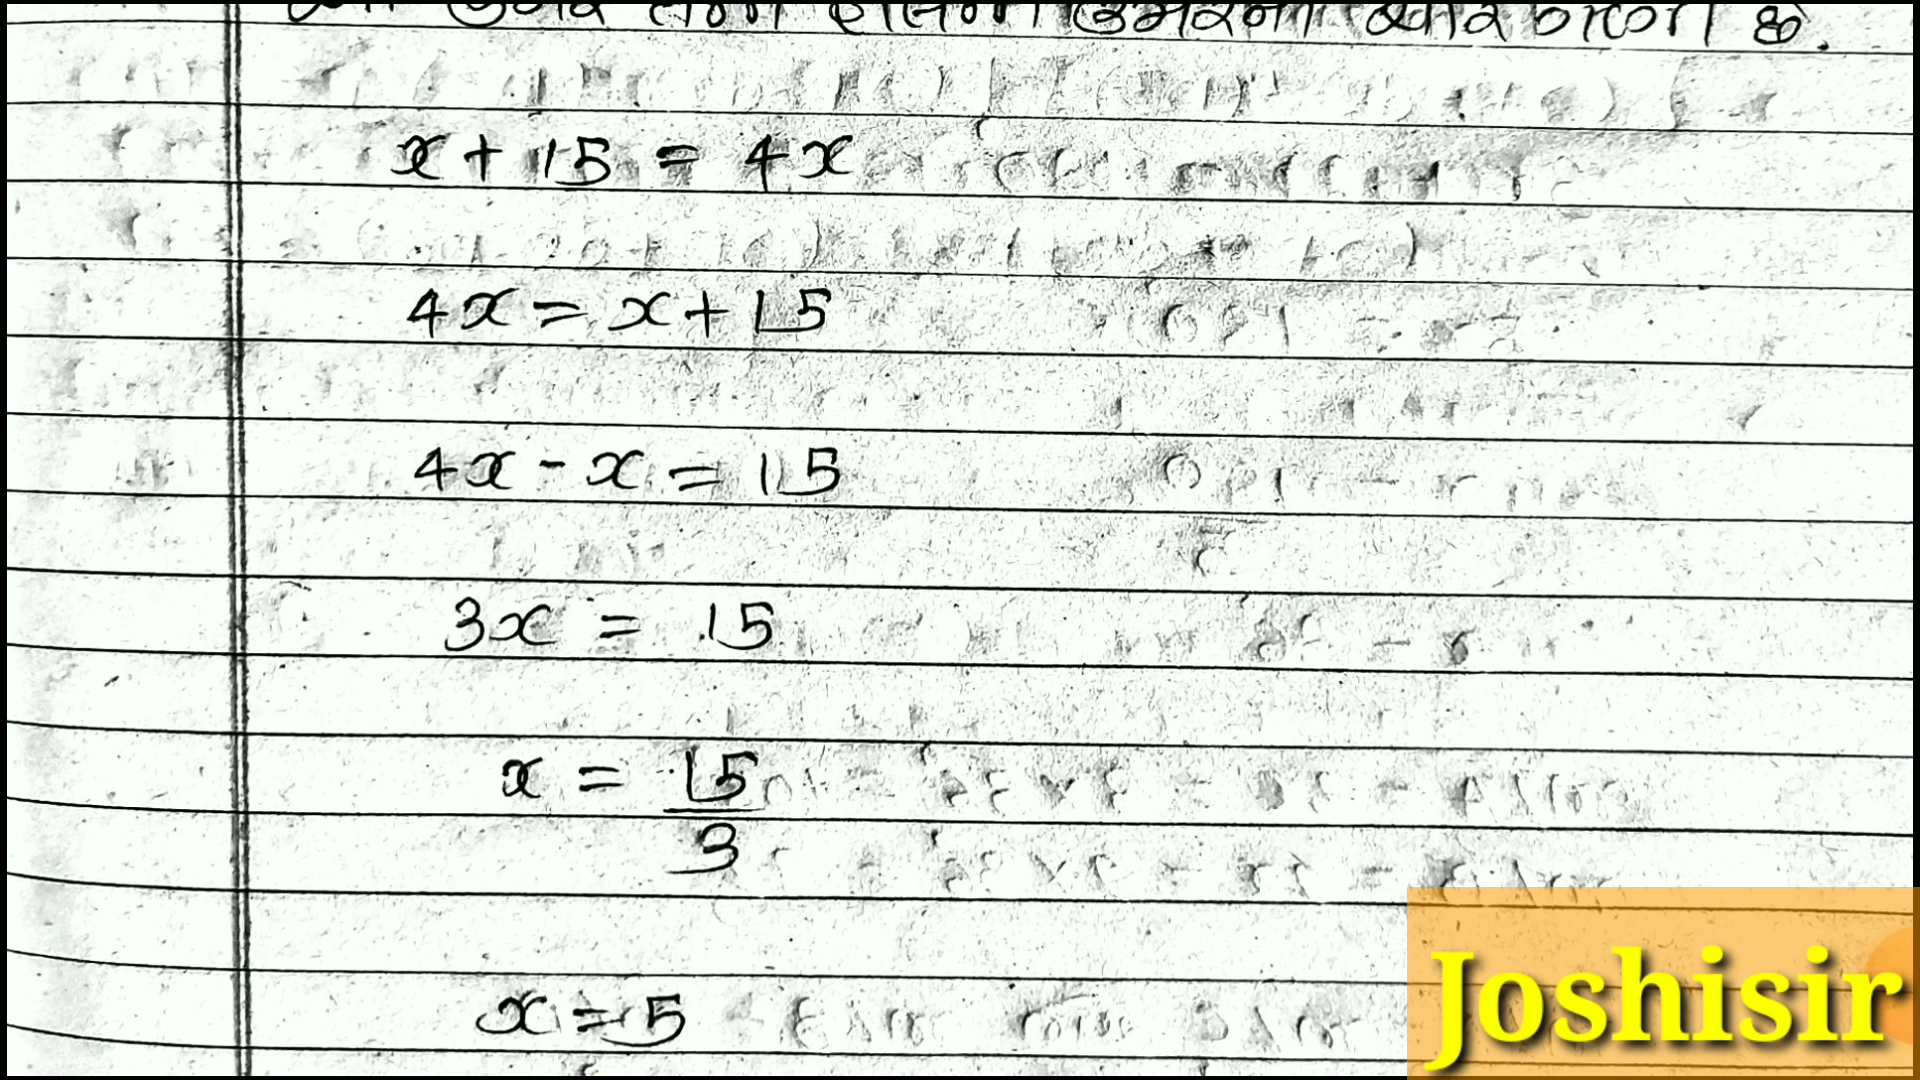 x + 15 = 4x
4x = x + 15
4x - x = 15
3x = 15
x = 15
3
x = 5
Joshisir